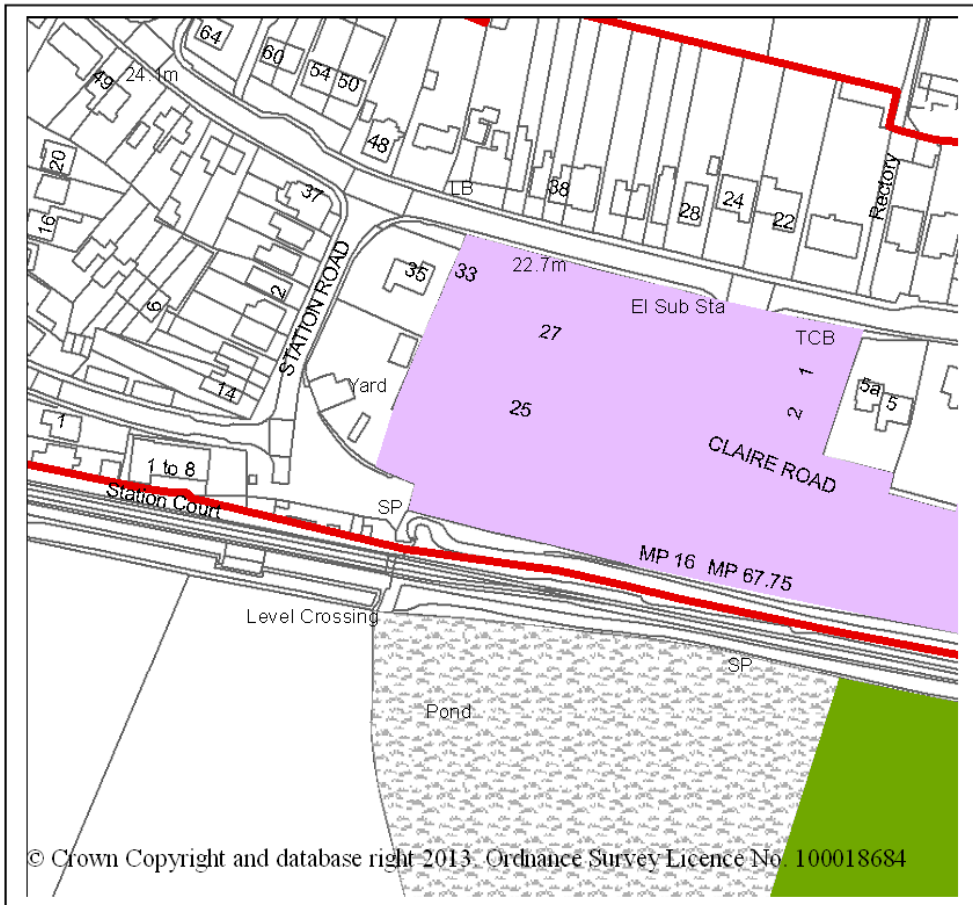 64
60
54
50
49
24.1m
48
20
37
LB
38
28
24
22
Rectory
16
STATION ROAD
2
35
33
22.7m
El Sub Sta
6
27
TCB
1
Yard
14
25
2
5a
5
1
1 to 8
CLAIRE ROAD
Station Court
SP
MP 16 MP 67.75
Level Crossing
SP
Pond
© Crown Copyright and database right 2013. Ordnance Survey Licence No. 100018684